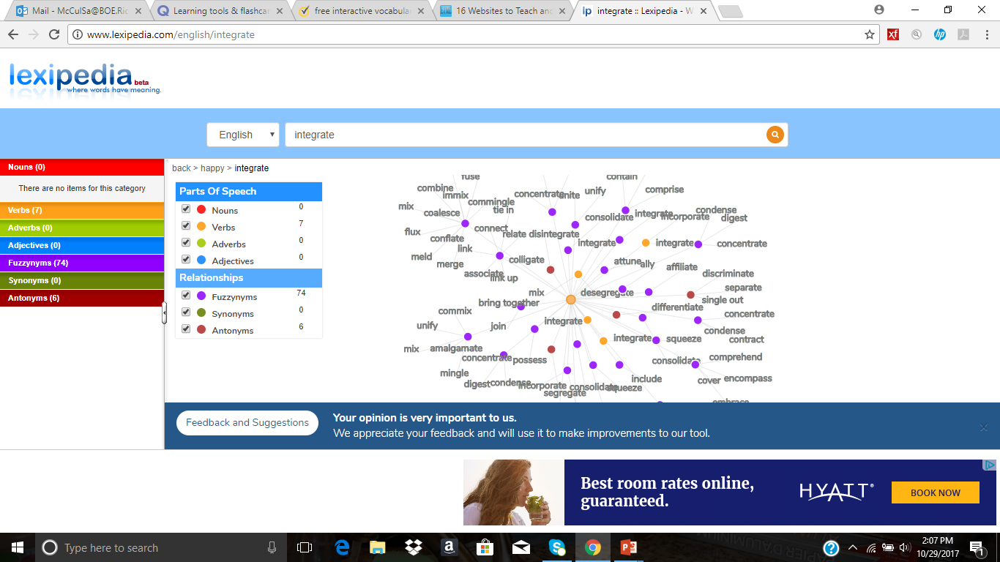 Mail - McCulSa@BOE.Ric
Learning tools & flashcar
free interactive vocabula
16 Websites to Teach and
integrate :: Lexipedia - W
www.lexipedia.com/english/integrate
lexipedia beta
where words have meaning.
English
integrate
Nouns (0)
There are no items for this category
Verbs (7)
Adverbs (0)
Adjectives (0)
Fuzzynyms (74)
Synonyms (0)
Antonyms (6)
back > happy > integrate
Parts Of Speech
Nouns 0
Verbs 7
Adverbs 0
Adjectives 0
Relationships
Fuzzynyms 74
Synonyms 0
Antonyms 6
fuse
contain
combine
immix
commingle
concentrate
unite
unify
comprise
mix
coalesce
tie in
consolidate
integrate
incorporate
condense
digest
flux
conflate
connect
relate
disintegrate
integrate
integrate
concentrate
meld
merge
link
colligate
attune
ally
affiliate
discriminate
associate
link up
mix
desegregate
separate
single out
bring together
differentiate
concentrate
commix
unify
join
integrate
condense
contract
mix
amalgamate
concentrate
possess
integrate
squeeze
consolidate
comprehend
mingle
digest
condense
incorporate
consolidate
squeeze
include
cover
encompass
segregate
embrace
Feedback and Suggestions
Your opinion is very important to us.
We appreciate your feedback and will use it to make improvements to our tool.
Best room rates online,
guaranteed.
HYATT®
BOOK NOW
Type here to search
2:07 PM
10/29/2017
1